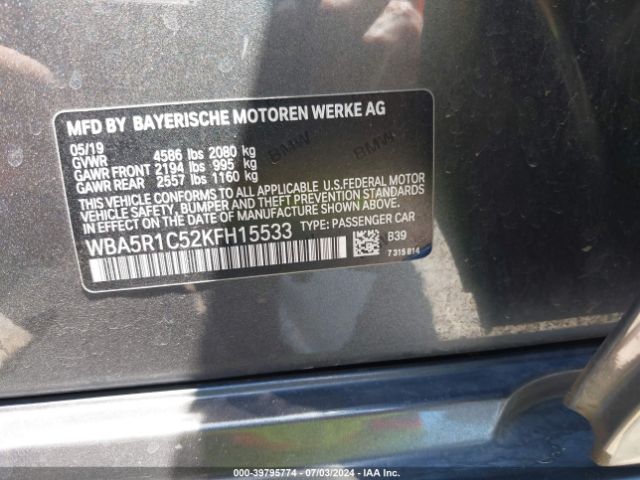 MFD BY BAYERISCHE MOTOREN WERKE AG
05/19
GVWR 4586 lbs 2080 kg
GAWR FRONT 2194 lbs 995 kg
GAWR REAR 2557 lbs 1160 kg
THIS VEHICLE CONFORMS TO ALL APPLICABLE U.S.FEDERAL MOTOR
VEHICLE SAFETY, BUMPER AND THEFT PREVENTION STANDARDS
IN EFFECT ON THE DATE OF MANUFACTURE SHOWN ABOVE.
WBA5R1C52KFH15533 TYPE: PASSENGER CAR
B39
7 315 814
BMW
BMW
000-39795774 - 07/03/2024 - IAA Inc.